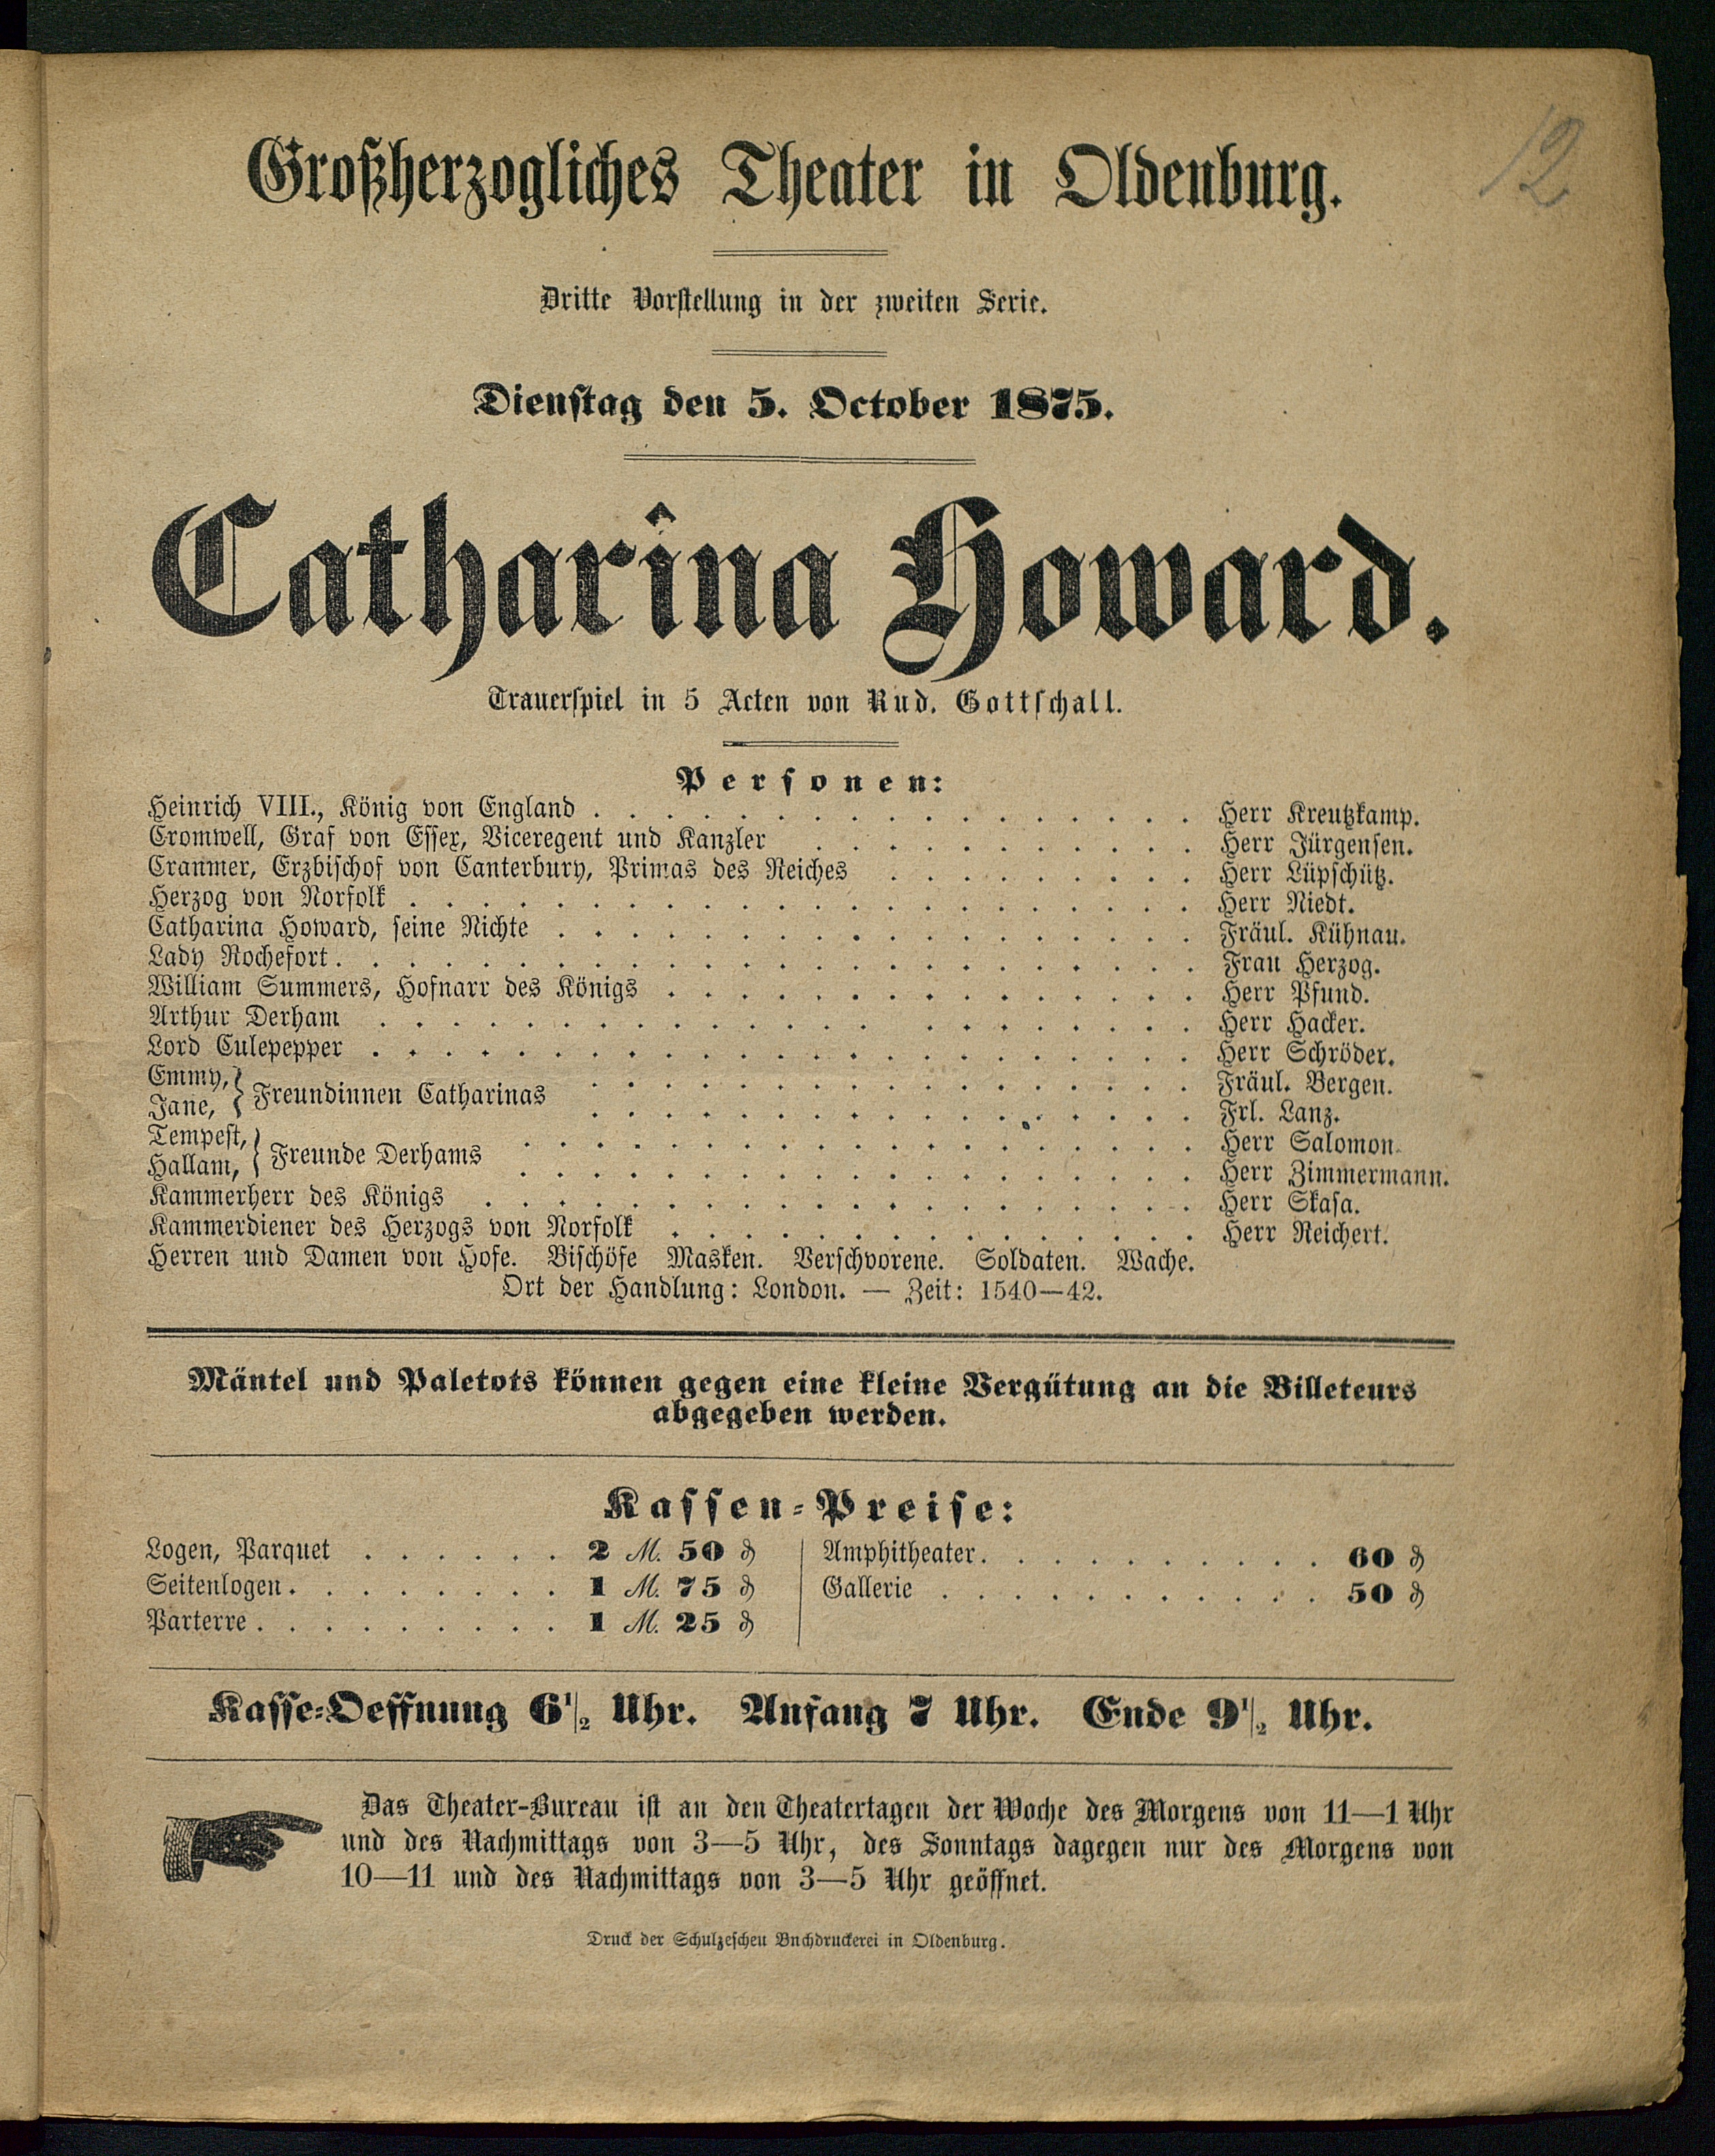 12
Großherzogliches Theater in Oldenburg.
Dritte Vorstellung in der zweiten Serie.
Dienstag den 5. October 1875.
Catharina Howard.
Trauerspiel in 5 Acten von Rud. Gottschall.
Personen:
Heinrich VIII., König von England . . . . . . . . . . . . . . . . . Herr Kreutzkamp.
Cromwell, Graf von Essex, Viceregent und Kanzler . . . . . . . . . . . Herr Jürgensen.
Cranmer, Erzbischof von Canterbury, Primas des Reiches . . . . . . . . . Herr Lüpschütz.
Herzog von Norfolk . . . . . . . . . . . . . . . . . . . . . . Herr Niedt.
Catharina Howard, seine Nichte . . . . . . . . . . . . . . . . . . Fräul. Kühnau.
Lady Rochefort . . . . . . . . . . . . . . . . . . . . . . . . Frau Herzog.
William Summers, Hofnarr des Königs . . . . . . . . . . . . . . . Herr Pfund.
Arthur Derham . . . . . . . . . . . . . . . . . . . . . . . Herr Hacker.
Lord Culepepper . . . . . . . . . . . . . . . . . . . . . . . Herr Schröder.
Emmy, } Freundinnen Catharinas . . . . . . . . . . . . . . . . . Fräul. Bergen.
Jane, . . . . . . . . . . . . . . . . . Frl. Lanz.
Tempest, } Freunde Derhams . . . . . . . . . . . . . . . . . . . Herr Salomon.
Hallam, . . . . . . . . . . . . . . . . . . . Herr Zimmermann.
Kammerherr des Königs . . . . . . . . . . . . . . . . . . . . Herr Skasa.
Kammerdiener des Herzogs von Norfolk . . . . . . . . . . . . . . . Herr Reichert.
Herren und Damen von Hofe. Bischöfe Masken. Verschvorene. Soldaten. Wache.
Ort der Handlung: London. — Zeit: 1540—42.
Mäntel und Paletots können gegen eine kleine Vergütung an die Billeteurs
abgegeben werden.
Kassen-Preise:
Logen, Parquet . . . . . . 2 M. 50 ₰
Seitenlogen . . . . . . . . 1 M. 75 ₰
Parterre . . . . . . . . . 1 M. 25 ₰
Amphitheater . . . . . . . . . . 60 ₰
Gallerie . . . . . . . . . . . 50 ₰
Kasse-Oeffnung 6 1/2 Uhr. Anfang 7 Uhr. Ende 9 1/2 Uhr.
Das Theater-Bureau ist an den Theatertagen der Woche des Morgens von 11—1 Uhr
und des Nachmittags von 3—5 Uhr, des Sonntags dagegen nur des Morgens von
10—11 und des Nachmittags von 3—5 Uhr geöffnet.
Druck der Schulzeschen Bnchdruckerei in Oldenburg.